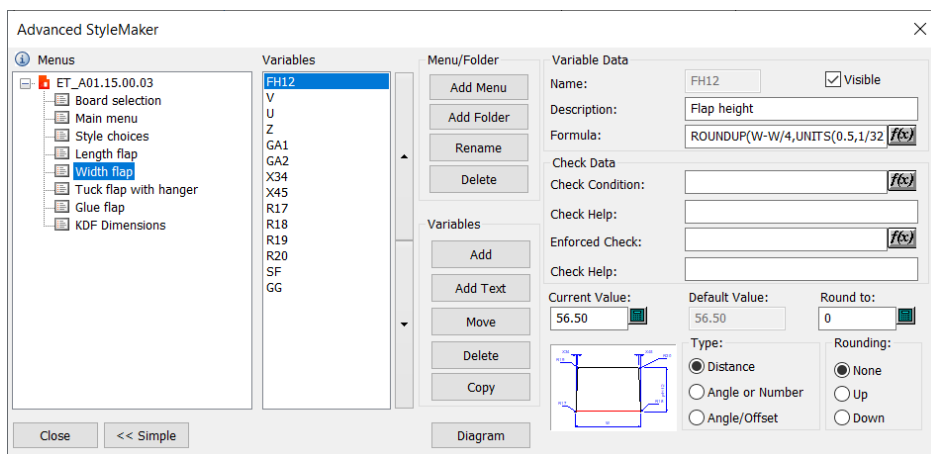 Advanced StyleMaker
Menus
ET_A01.15.00.03
Board selection
Main menu
Style choices
Length flap
Width flap
Tuck flap with hanger
Glue flap
KDF Dimensions
Close
<< Simple
Variables
FH12
V
U
Z
GA1
GA2
X34
X45
R17
R18
R19
R20
SF
GG
Menu/Folder
Add Menu
Add Folder
Rename
Delete
Variables
Add
Add Text
Move
Delete
Copy
Diagram
Variable Data
Name: FH12 Visible
Description: Flap height
Formula: ROUNDUP(W-W/4,UNITS(0.5,1/32 f(x)
Check Data
Check Condition: f(x)
Check Help:
Enforced Check: f(x)
Check Help:
Current Value: Default Value: Round to:
56.50 56.50 0
Type:
Distance
Angle or Number
Angle/Offset
Rounding:
None
Up
Down